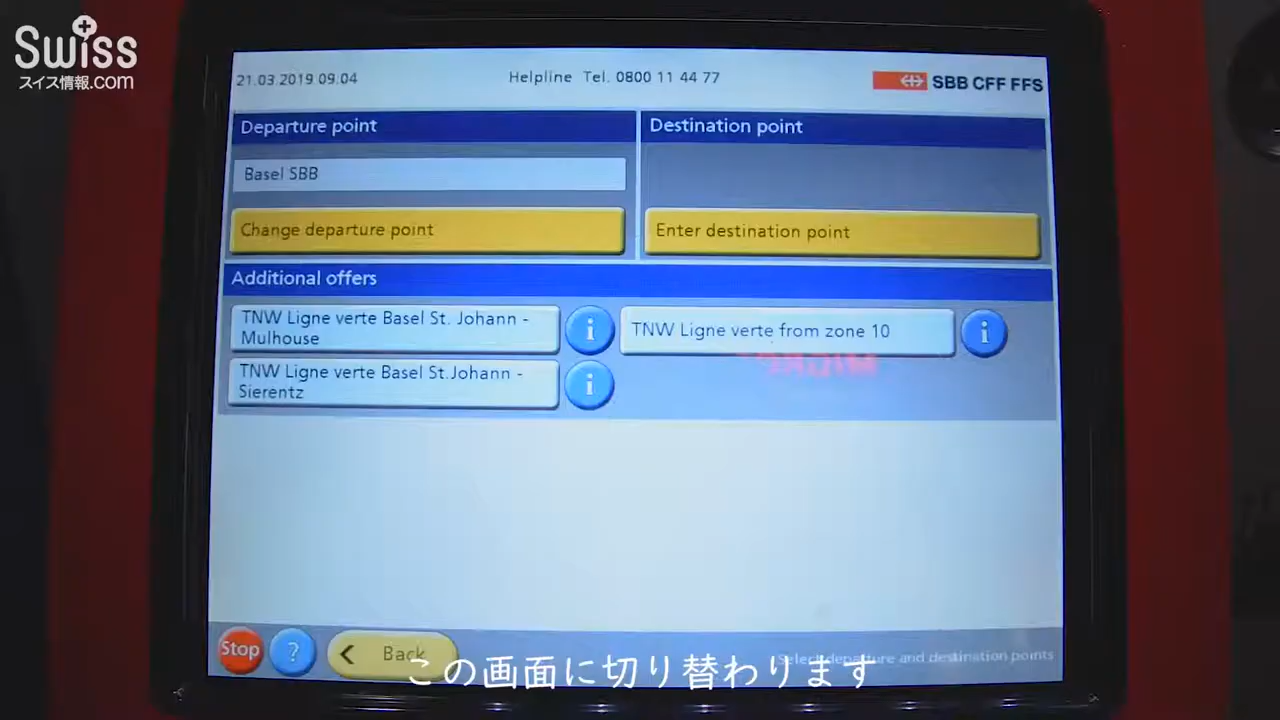 Swiss
スイス情報.com
21.03.2019 09.04
Helpline Tel. 0800 11 44 77
SBB CFF FFS
Departure point
Destination point
Basel SBB
Change departure point
Enter destination point
Additional offers
TNW Ligne verte Basel St. Johann -
Mulhouse
i
TNW Ligne verte from zone 10
i
TNW Ligne verte Basel St.Johann -
Sierentz
i
Stop
?
Back
Select departure and destination points
この画面に切り替わります